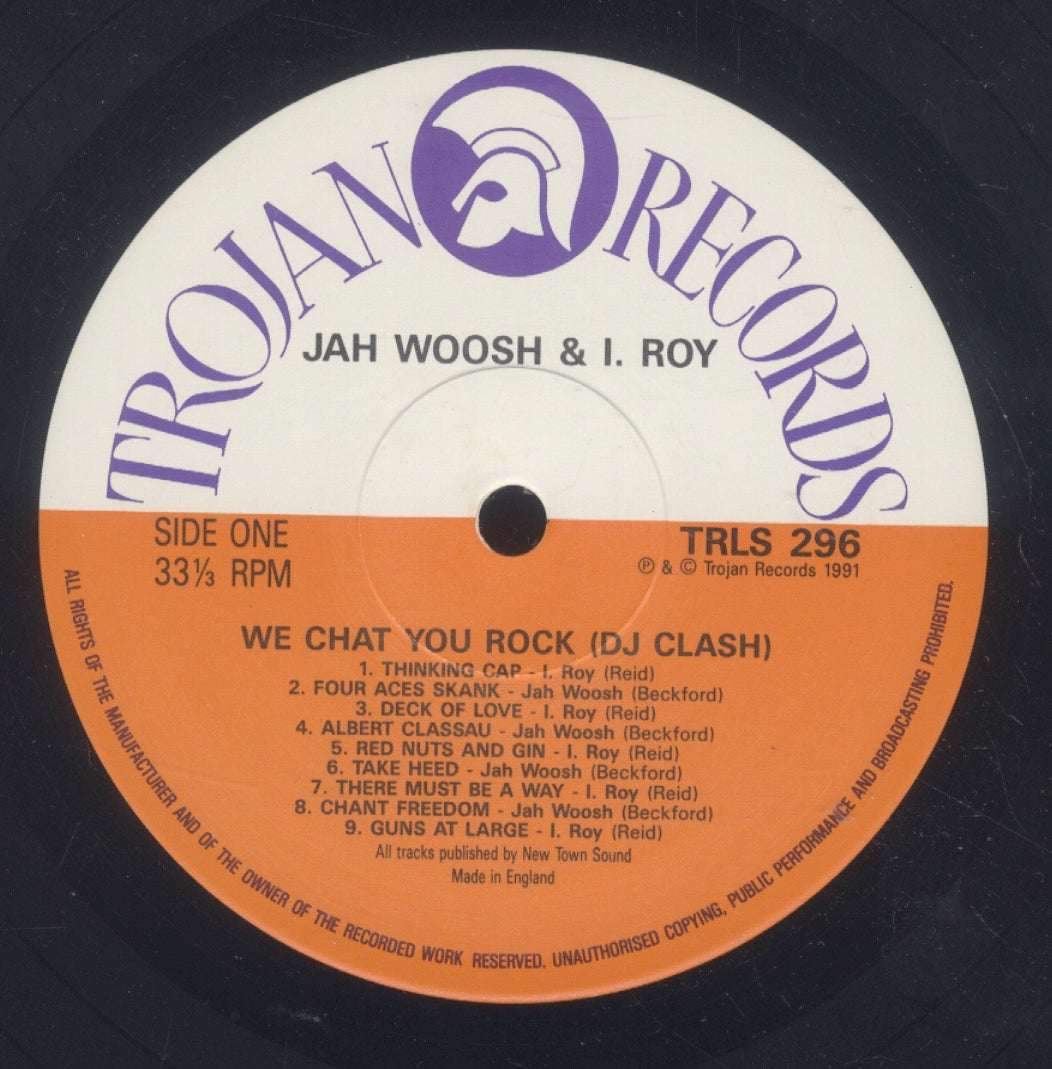 TROJAN RECORDS
JAH WOOSH & I. ROY
SIDE ONE
33⅓ RPM
TRLS 296
℗ & © Trojan Records 1991
WE CHAT YOU ROCK (DJ CLASH)
1. THINKING CAP - I. Roy (Reid)
2. FOUR ACES SKANK - Jah Woosh (Beckford)
3. DECK OF LOVE - I. Roy (Reid)
4. ALBERT CLASSAU - Jah Woosh (Beckford)
5. RED NUTS AND GIN - I. Roy (Reid)
6. TAKE HEED - Jah Woosh (Beckford)
7. THERE MUST BE A WAY - I. Roy (Reid)
8. CHANT FREEDOM - Jah Woosh (Beckford)
9. GUNS AT LARGE - I. Roy (Reid)
All tracks published by New Town Sound
Made in England
ALL RIGHTS OF THE MANUFACTURER AND OF THE OWNER OF THE RECORDED WORK RESERVED. UNAUTHORISED COPYING, PUBLIC PERFORMANCE AND BROADCASTING PROHIBITED.